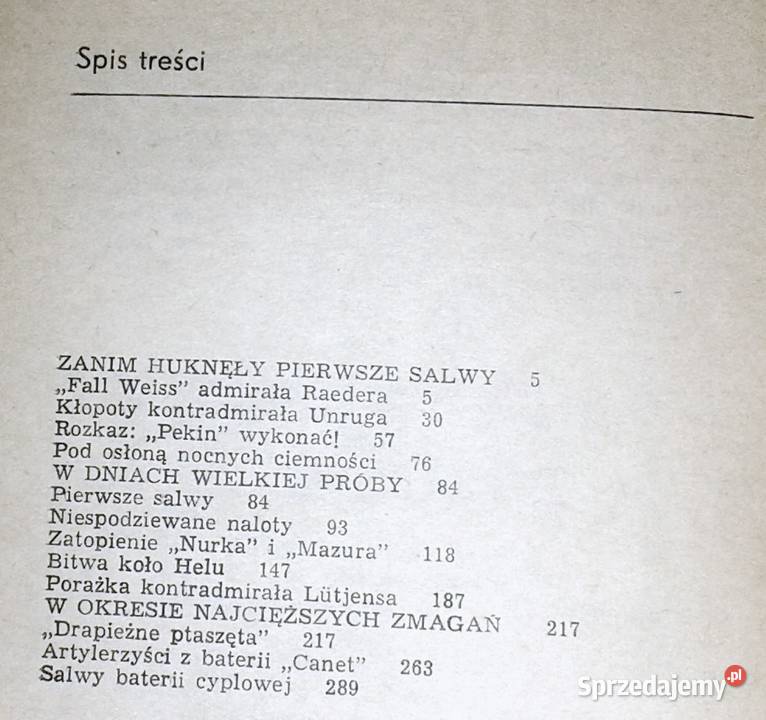 Spis treści
ZANIM HUKNĘŁY PIERWSZE SALWY 5
„Fall Weiss” admirała Raedera 5
Kłopoty kontradmirała Unruga 30
Rozkaz: „Pekin” wykonać! 57
Pod osłoną nocnych ciemności 76
W DNIACH WIELKIEJ PRÓBY 84
Pierwsze salwy 84
Niespodziewane naloty 93
Zatopienie „Nurka” i „Mazura” 118
Bitwa koło Helu 147
Porażka kontradmirała Lütjensa 187
W OKRESIE NAJCIĘŻSZYCH ZMAGAŃ 217
„Drapieżne ptaszęta” 217
Artylerzyści z baterii „Canet” 263
Salwy baterii cyplowej 289
Sprzedajemy.pl